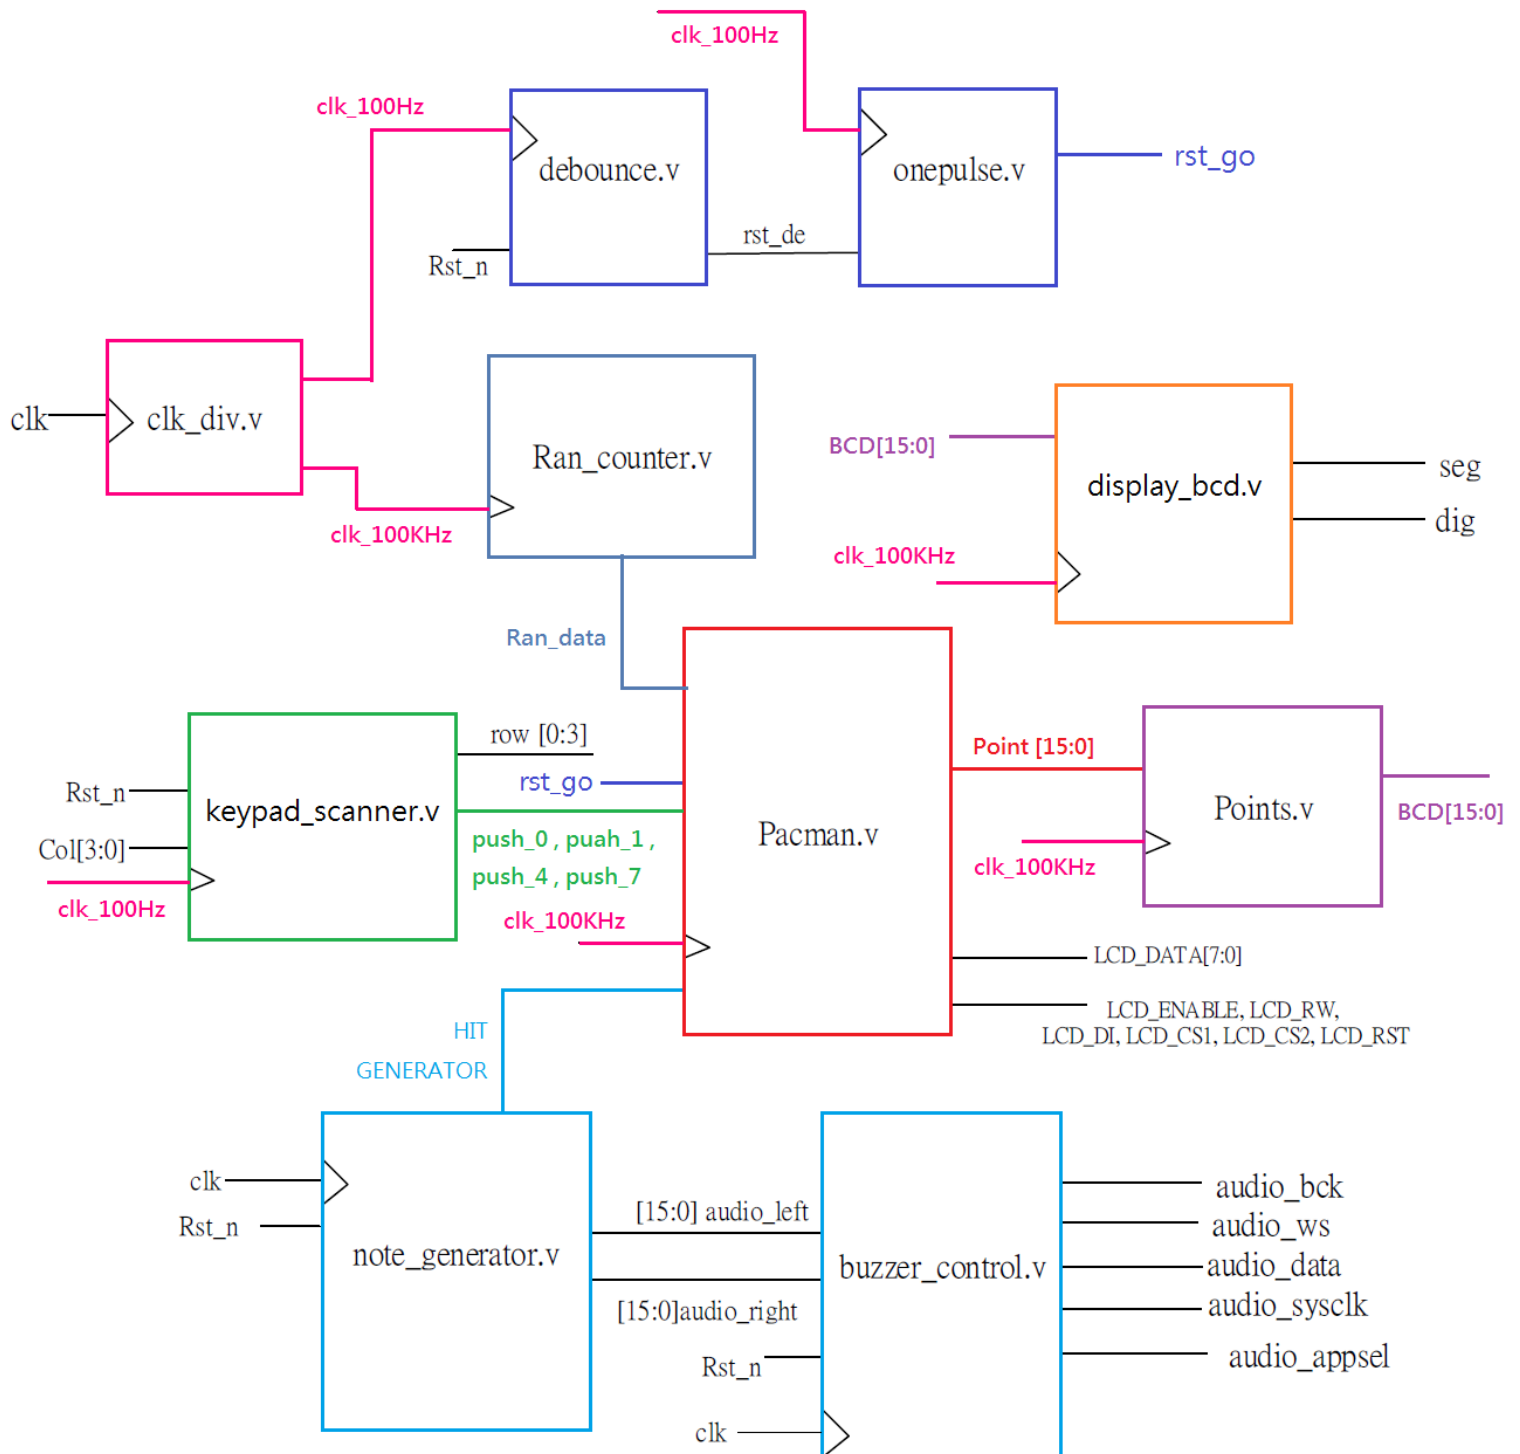 clk_100Hz
clk_100Hz
debounce.v
onepulse.v
rst_go
rst_de
Rst_n
clk_div.v
clk
Ran_counter.v
clk_100KHz
BCD[15:0]
display_bcd.v
seg
dig
clk_100KHz
Ran_data
row [0:3]
Rst_n
rst_go
keypad_scanner.v
Col[3:0]
push_0 , puah_1 ,
push_4 , push_7
clk_100Hz
clk_100KHz
Pacman.v
Point [15:0]
Points.v
BCD[15:0]
clk_100KHz
LCD_DATA[7:0]
LCD_ENABLE, LCD_RW,
LCD_DI, LCD_CS1, LCD_CS2, LCD_RST
HIT
GENERATOR
clk
Rst_n
note_generator.v
[15:0] audio_left
[15:0]audio_right
buzzer_control.v
Rst_n
clk
audio_bck
audio_ws
audio_data
audio_sysclk
audio_appsel